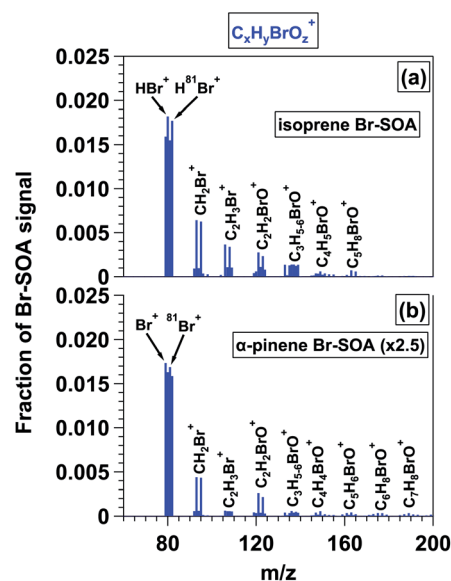 CxHyBrOz+
0.025
0.020
0.015
0.010
0.005
0
(a)
HBr+ H81Br+
isoprene Br-SOA
CH2Br+
C2H3Br+
C2H2BrO+
C3H5-6BrO+
C4H5BrO+
C5H8BrO+
Fraction of Br-SOA signal
0.025
0.020
0.015
0.010
0.005
0
(b)
Br+ 81Br+
α-pinene Br-SOA (x2.5)
CH2Br+
C2H3Br+
C2H2BrO+
C3H5-6BrO+
C4H4BrO+
C5H6BrO+
C6H8BrO+
C7H8BrO+
80 120 160 200
m/z